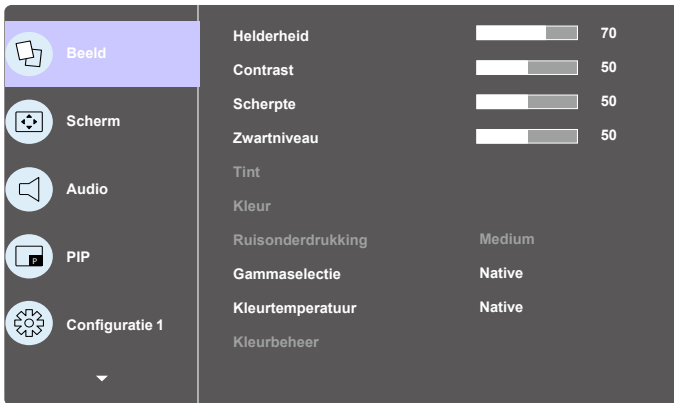 Beeld
Scherm
Audio
PIP
P
Configuratie 1
Helderheid 70
Contrast 50
Scherpte 50
Zwartniveau 50
Tint
Kleur
Ruisonderdrukking Medium
Gammaselectie Native
Kleurtemperatuur Native
Kleurbeheer